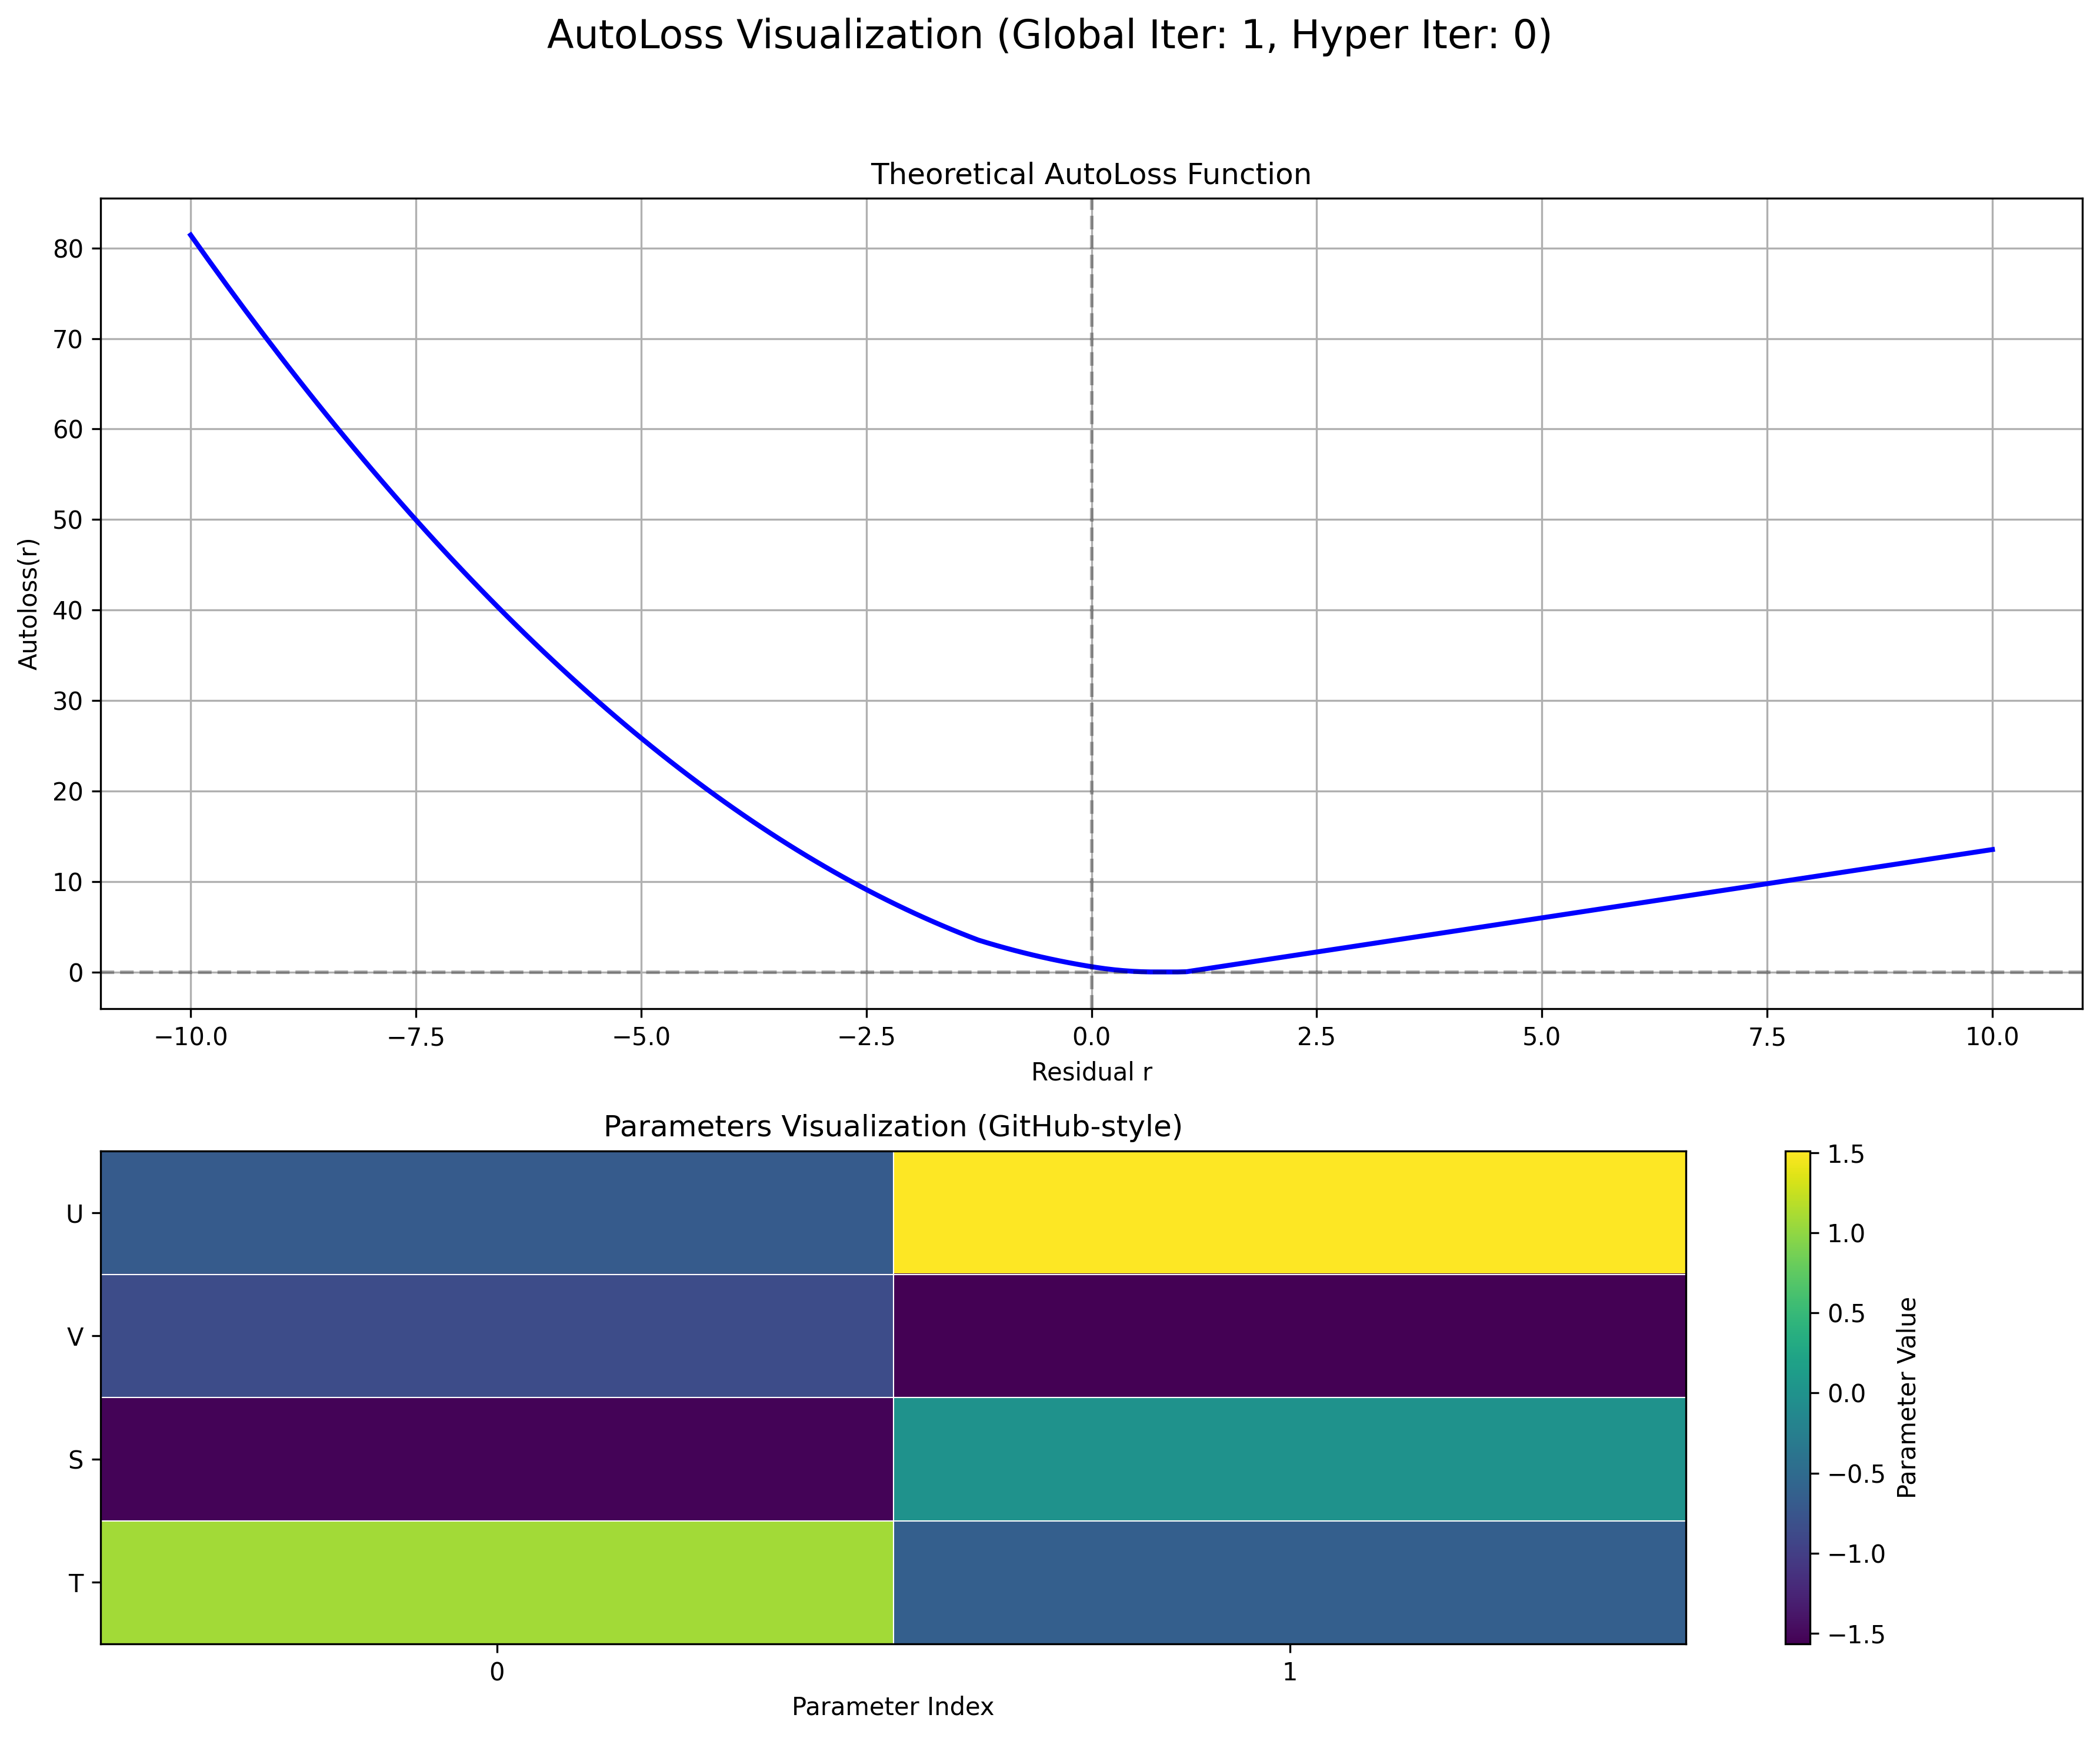 AutoLoss Visualization (Global Iter: 1, Hyper Iter: 0)
Theoretical AutoLoss Function
80
70
60
50
40
30
20
10
0
Autoloss(r)
−10.0 −7.5 −5.0 −2.5 0.0 2.5 5.0 7.5 10.0
Residual r
Parameters Visualization (GitHub-style)
U
V
S
T
0 1
Parameter Index
1.5
1.0
0.5
0.0
−0.5
−1.0
−1.5
Parameter Value